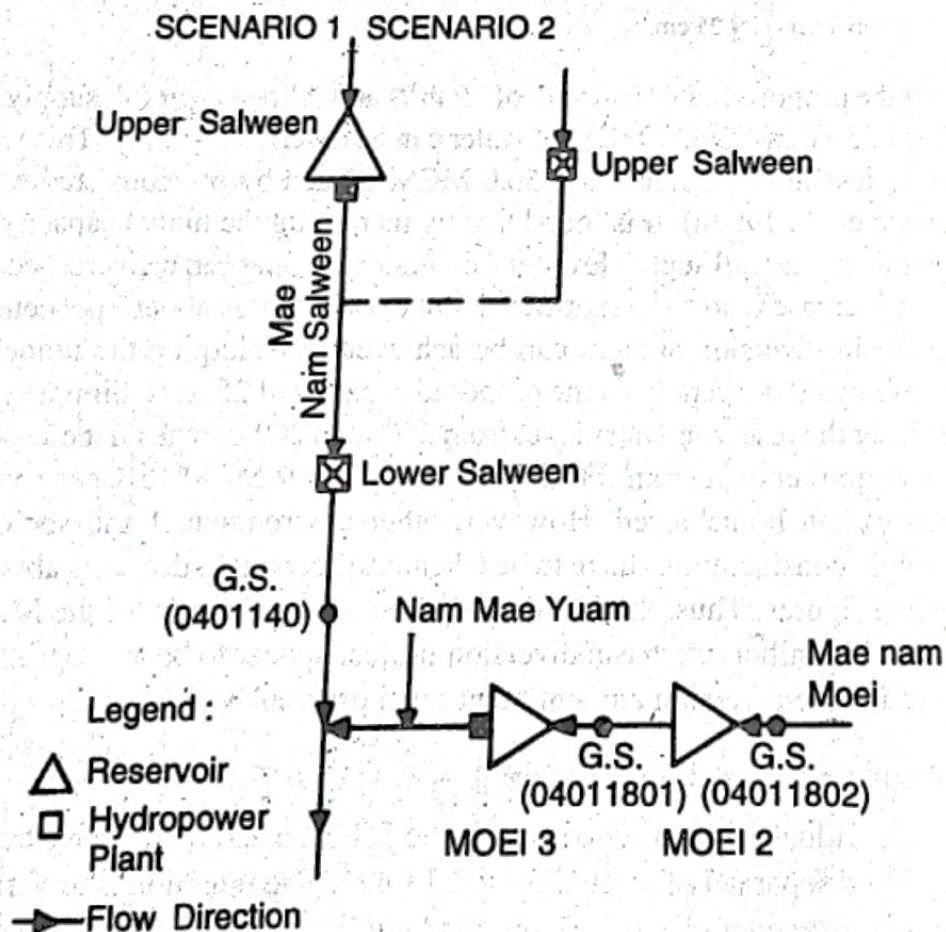 SCENARIO 1 SCENARIO 2
Upper Salween
Upper Salween
Mae
Nam Salween
Lower Salween
G.S.
(0401140)
Nam Mae Yuam
Mae nam
Moei
G.S.
(04011801)
G.S.
(04011802)
MOEI 3
MOEI 2
Legend :
Reservoir
Hydropower
Plant
Flow Direction